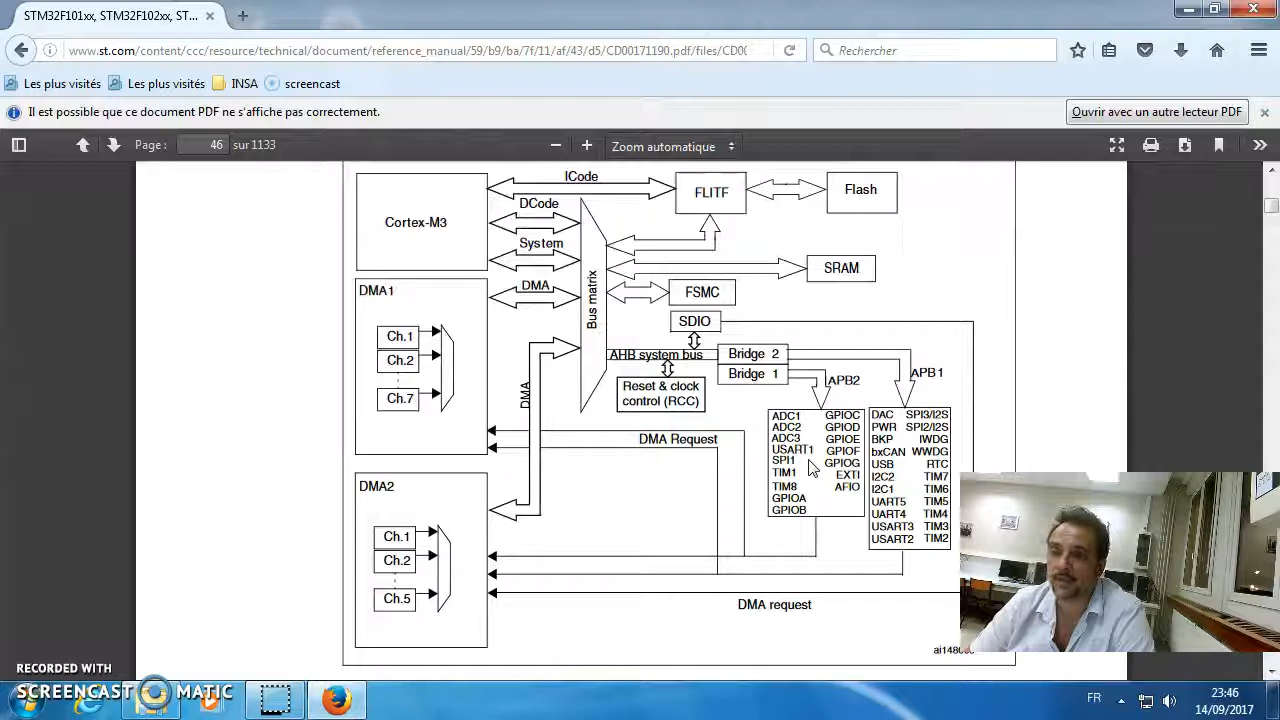 STM32F101xx, STM32F102xx, ST...
www.st.com/content/ccc/resource/technical/document/reference_manual/59/b9/ba/7f/11/af/43/d5/CD00171190.pdf/files/CD0
Rechercher
Les plus visités
Les plus visités
INSA
screencast
Il est possible que ce document PDF ne s'affiche pas correctement.
Ouvrir avec un autre lecteur PDF
Page :
46
sur 1133
Zoom automatique
Cortex-M3
ICode
DCode
System
DMA
FLITF
Flash
SRAM
FSMC
SDIO
Bus matrix
AHB system bus
Bridge 2
Bridge 1
APB2
APB1
Reset & clock
control (RCC)
DMA1
Ch.1
Ch.2
Ch.7
DMA
DMA Request
DMA2
Ch.1
Ch.2
Ch.5
ADC1
ADC2
ADC3
USART1
SPI1
TIM1
TIM8
GPIOA
GPIOB
GPIOC
GPIOD
GPIOE
GPIOF
GPIOG
EXTI
AFIO
DAC
PWR
BKP
bxCAN
USB
I2C2
I2C1
UART5
UART4
USART3
USART2
SPI3/I2S
SPI2/I2S
IWDG
WWDG
RTC
TIM7
TIM6
TIM5
TIM4
TIM3
TIM2
DMA request
RECORDED WITH
SCREENCAST MATIC
FR
23:46
14/09/2017